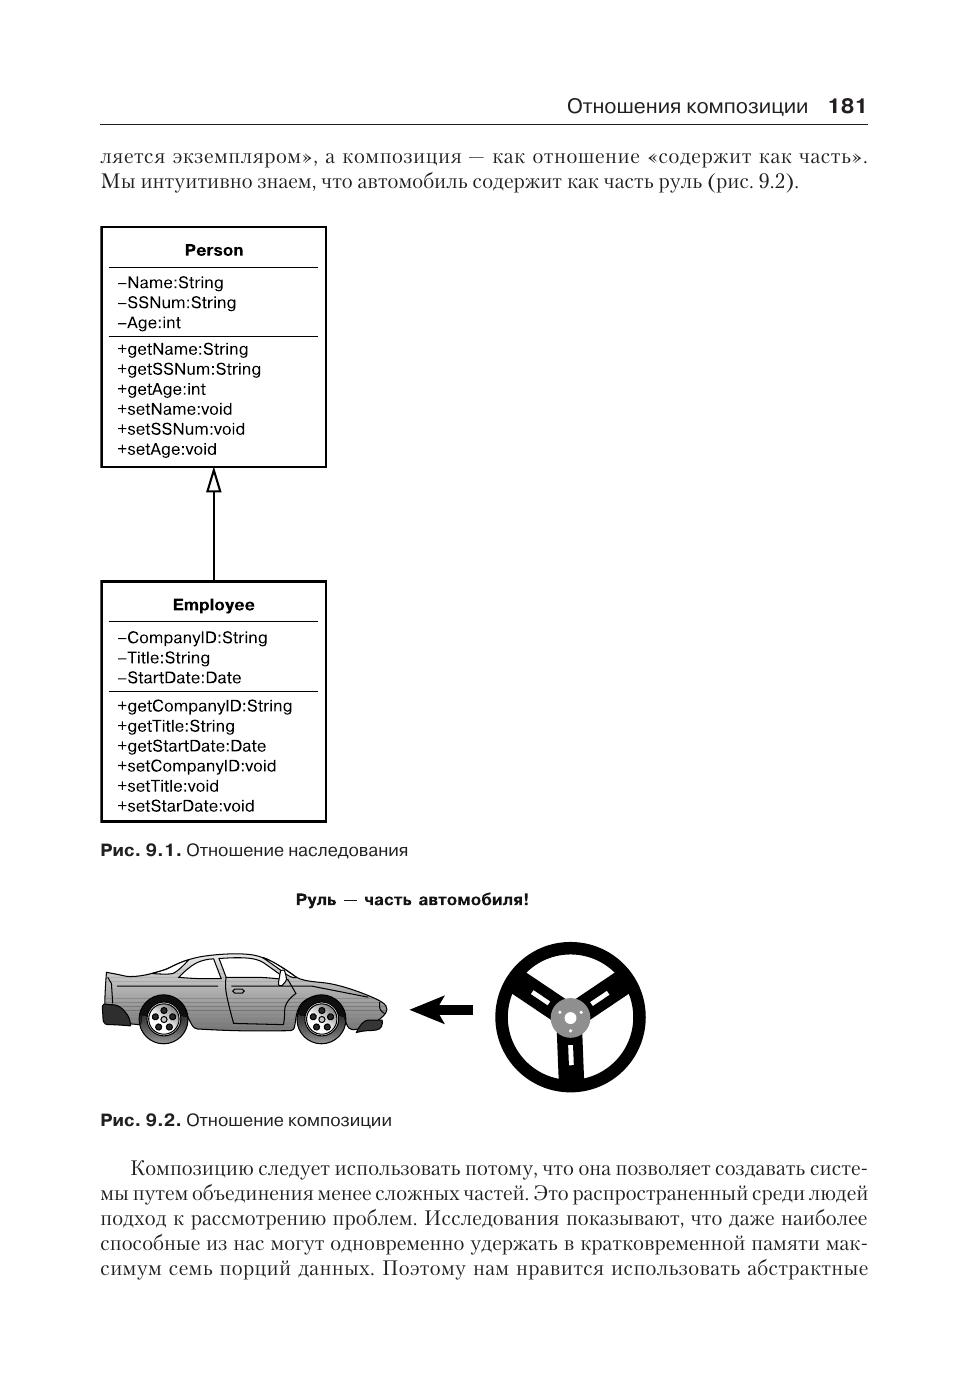 Отношения композиции 181
ляется экземпляром», а композиция — как отношение «содержит как часть».
Мы интуитивно знаем, что автомобиль содержит как часть руль (рис. 9.2).
Person
–Name:String
–SSNum:String
–Age:int
+getName:String
+getSSNum:String
+getAge:int
+setName:void
+setSSNum:void
+setAge:void
Employee
–CompanyID:String
–Title:String
–StartDate:Date
+getCompanyID:String
+getTitle:String
+getStartDate:Date
+setCompanyID:void
+setTitle:void
+setStarDate:void
Рис. 9.1. Отношение наследования
Руль — часть автомобиля!
Рис. 9.2. Отношение композиции
Композицию следует использовать потому, что она позволяет создавать систе-
мы путем объединения менее сложных частей. Это распространенный среди людей
подход к рассмотрению проблем. Исследования показывают, что даже наиболее
способные из нас могут одновременно удержать в кратковременной памяти мак-
симум семь порций данных. Поэтому нам нравится использовать абстрактные